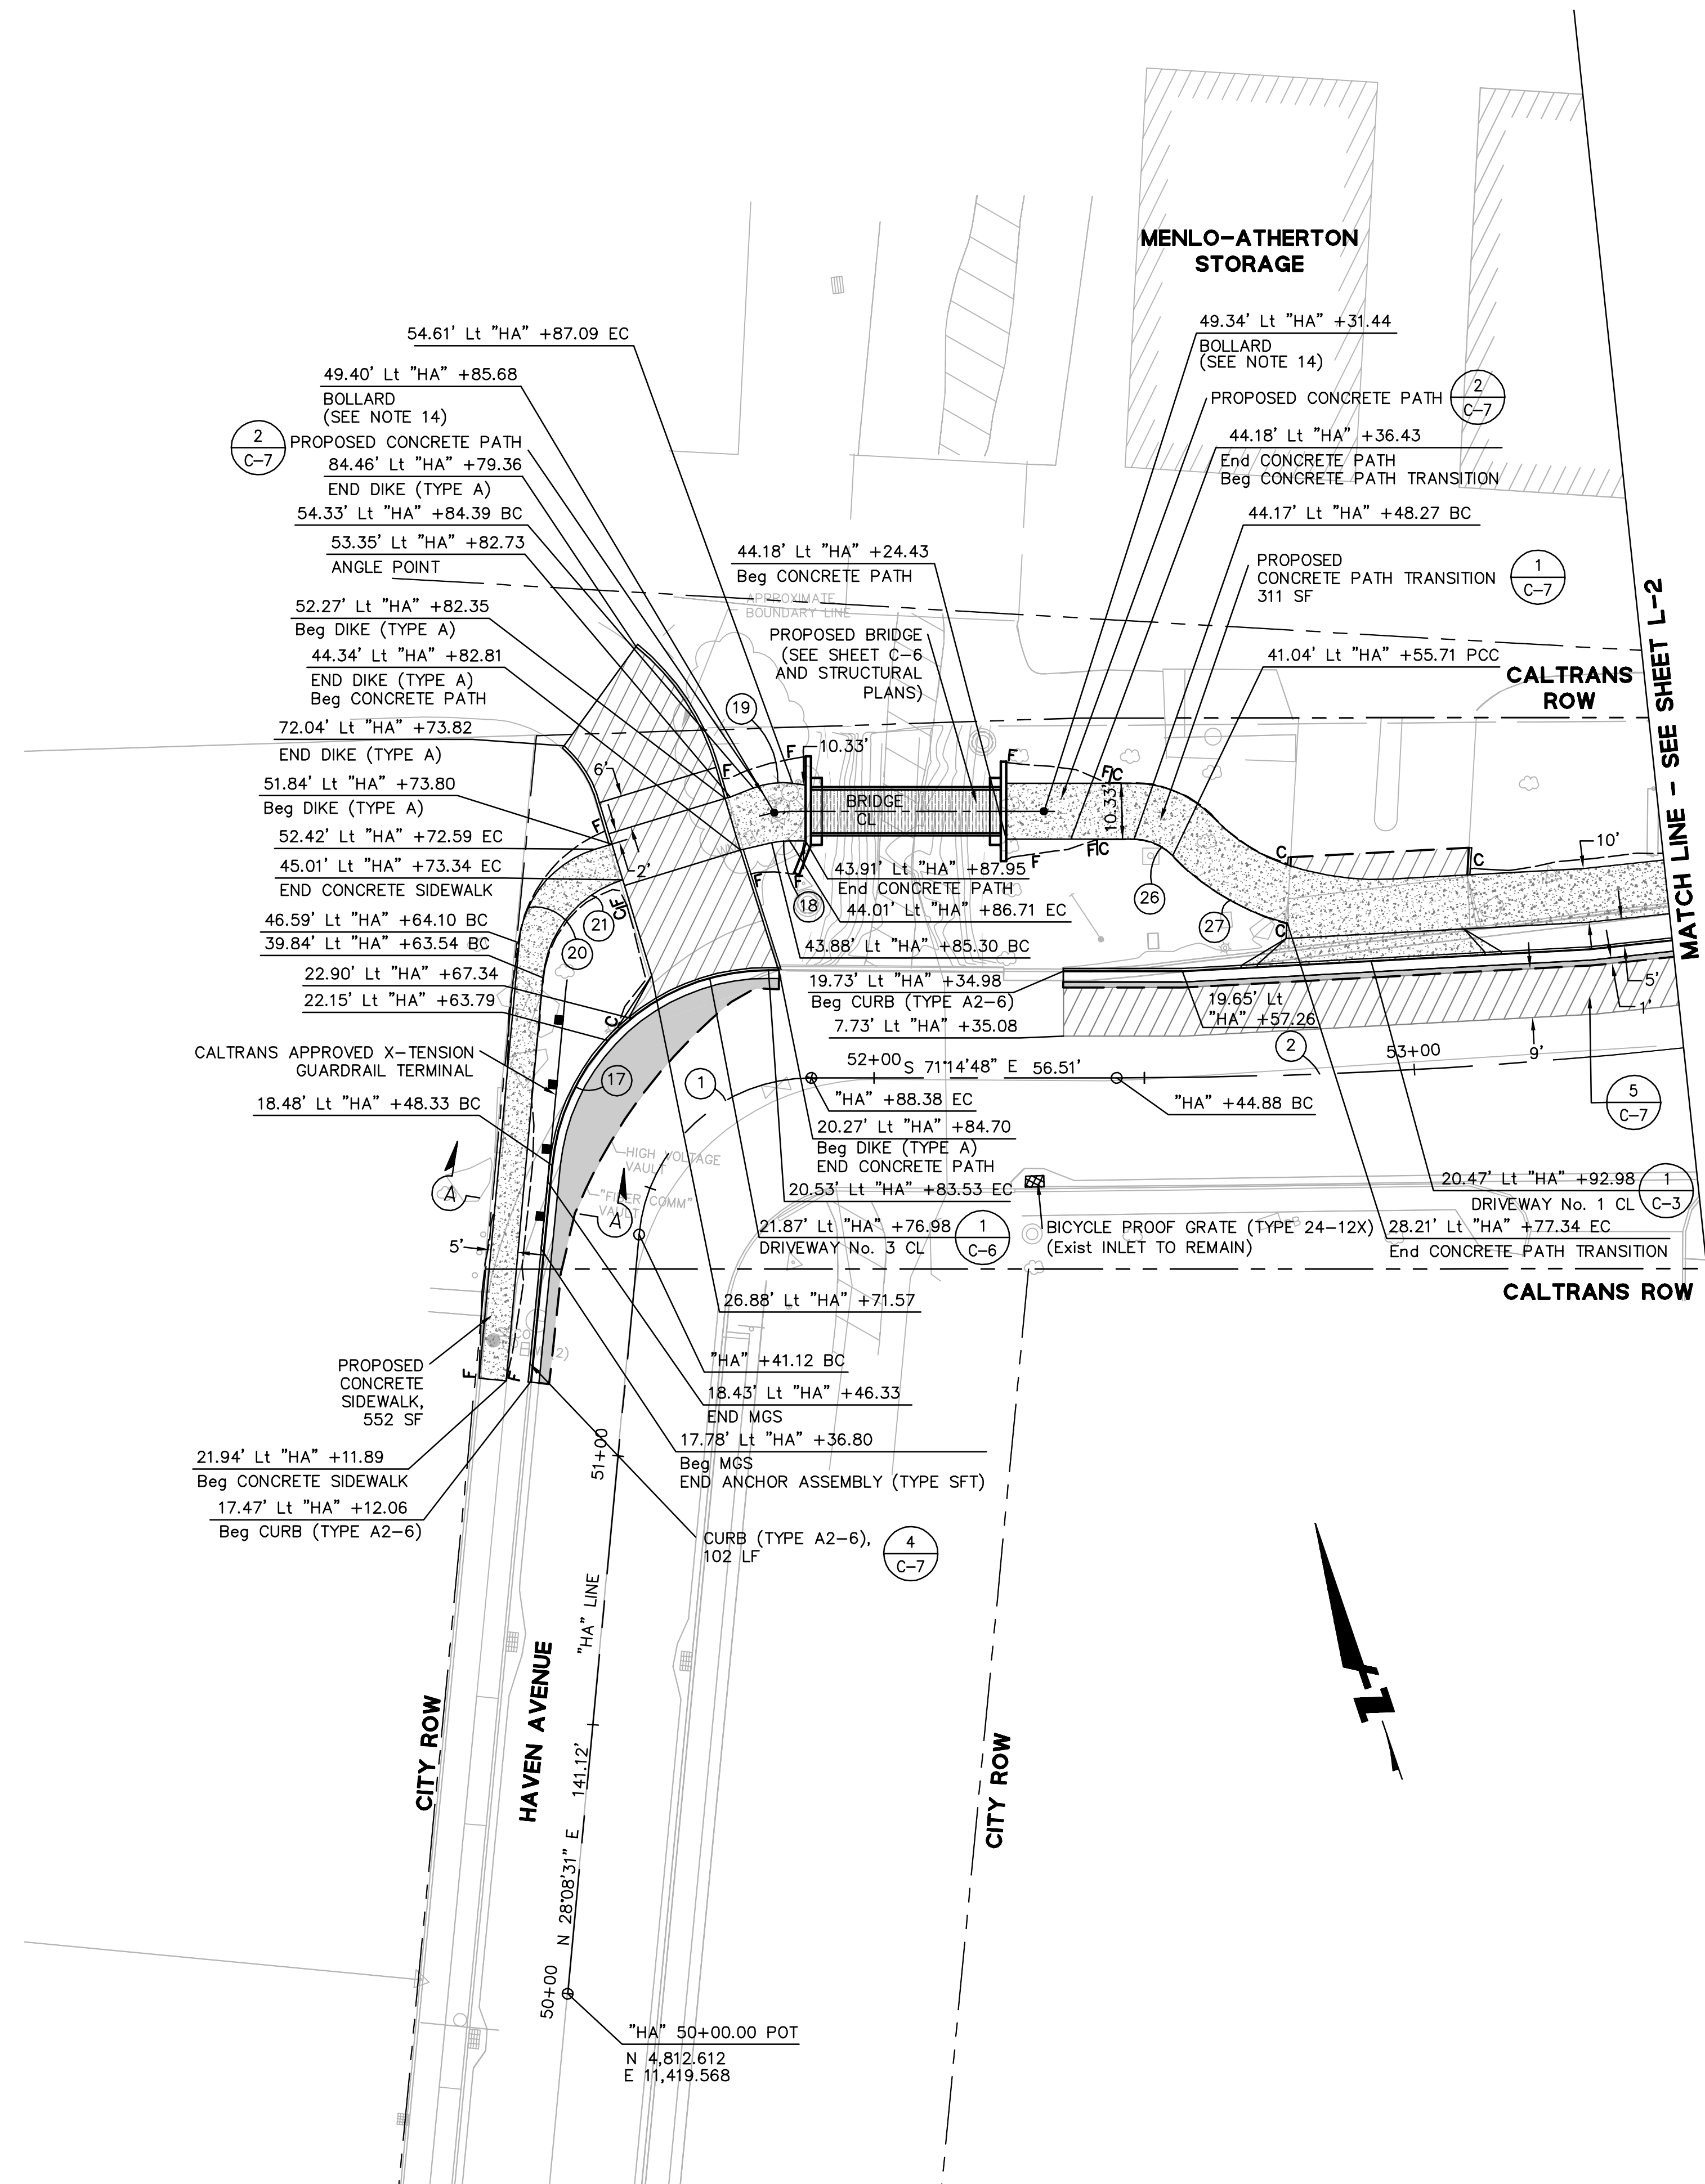 MENLO-ATHERTON
STORAGE
54.61' Lt "HA" +87.09 EC
49.40' Lt "HA" +85.68
BOLLARD
(SEE NOTE 14)
2
C-7
PROPOSED CONCRETE PATH
84.46' Lt "HA" +79.36
END DIKE (TYPE A)
54.33' Lt "HA" +84.39 BC
53.35' Lt "HA" +82.73
ANGLE POINT
52.27' Lt "HA" +82.35
Beg DIKE (TYPE A)
44.34' Lt "HA" +82.81
END DIKE (TYPE A)
Beg CONCRETE PATH
72.04' Lt "HA" +73.82
END DIKE (TYPE A)
51.84' Lt "HA" +73.80
Beg DIKE (TYPE A)
52.42' Lt "HA" +72.59 EC
45.01' Lt "HA" +73.34 EC
END CONCRETE SIDEWALK
46.59' Lt "HA" +64.10 BC
39.84' Lt "HA" +63.54 BC
22.90' Lt "HA" +67.34
22.15' Lt "HA" +63.79
CALTRANS APPROVED X-TENSION
GUARDRAIL TERMINAL
18.48' Lt "HA" +48.33 BC
49.34' Lt "HA" +31.44
BOLLARD
(SEE NOTE 14)
PROPOSED CONCRETE PATH
2
C-7
44.18' Lt "HA" +36.43
End CONCRETE PATH
Beg CONCRETE PATH TRANSITION
44.17' Lt "HA" +48.27 BC
PROPOSED
CONCRETE PATH TRANSITION
311 SF
1
C-7
41.04' Lt "HA" +55.71 PCC
CALTRANS
ROW
MATCH LINE - SEE SHEET L-2
44.18' Lt "HA" +24.43
Beg CONCRETE PATH
APPROXIMATE
BOUNDARY LINE
PROPOSED BRIDGE
(SEE SHEET C-6
AND STRUCTURAL
PLANS)
19
F
F
10.33'
6'
F
2'
BRIDGE
CL
F
F/C
10.33'
F/C
F
F
F
18
26
27
C
C
C
10'
5'
1'
9'
C/F
21
20
C
17
43.91' Lt "HA" +87.95
End CONCRETE PATH
44.01' Lt "HA" +86.71 EC
43.88' Lt "HA" +85.30 BC
19.73' Lt "HA" +34.98
Beg CURB (TYPE A2-6)
7.73' Lt "HA" +35.08
19.65' Lt
"HA" +57.26
1
52+00
S 71°14'48" E 56.51'
2
53+00
"HA" +88.38 EC
"HA" +44.88 BC
5
C-7
20.27' Lt "HA" +84.70
Beg DIKE (TYPE A)
END CONCRETE PATH
20.53' Lt "HA" +83.53 EC
21.87' Lt "HA" +76.98
DRIVEWAY No. 3 CL
1
C-6
BICYCLE PROOF GRATE (TYPE 24-12X)
(Exist INLET TO REMAIN)
20.47' Lt "HA" +92.98
DRIVEWAY No. 1 CL
1
C-3
28.21' Lt "HA" +77.34 EC
End CONCRETE PATH TRANSITION
CALTRANS ROW
HIGH VOLTAGE
VAULT
"FIBER COMM"
VAULT
A
A
5'
26.88' Lt "HA" +71.57
"HA" +41.12 BC
18.43' Lt "HA" +46.33
END MGS
17.78' Lt "HA" +36.80
Beg MGS
END ANCHOR ASSEMBLY (TYPE SFT)
F
F
PROPOSED
CONCRETE
SIDEWALK,
552 SF
21.94' Lt "HA" +11.89
Beg CONCRETE SIDEWALK
17.47' Lt "HA" +12.06
Beg CURB (TYPE A2-6)
51+00
CURB (TYPE A2-6),
102 LF
4
C-7
"HA" LINE
CITY ROW
HAVEN AVENUE
CITY ROW
N 28°08'31" E 141.12'
50+00
"HA" 50+00.00 POT
N 4,812.612
E 11,419.568
N